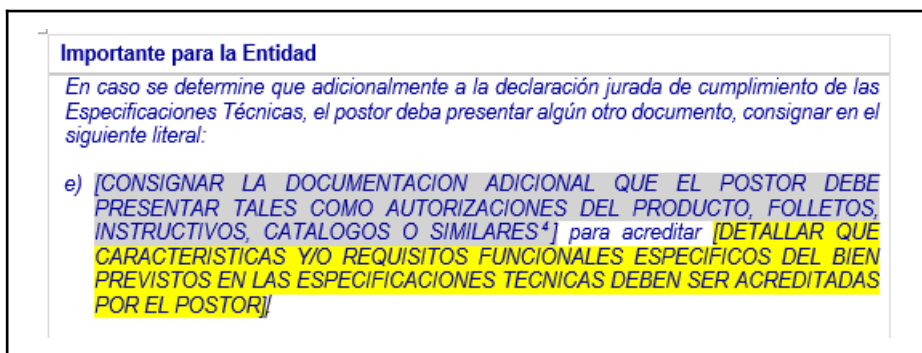 Importante para la Entidad
En caso se determine que adicionalmente a la declaración jurada de cumplimiento de las
Especificaciones Técnicas, el postor deba presentar algún otro documento, consignar en el
siguiente literal:
e) [CONSIGNAR LA DOCUMENTACION ADICIONAL QUE EL POSTOR DEBE
PRESENTAR TALES COMO AUTORIZACIONES DEL PRODUCTO, FOLLETOS,
INSTRUCTIVOS, CATALOGOS O SIMILARES⁴] para acreditar [DETALLAR QUE
CARACTERISTICAS Y/O REQUISITOS FUNCIONALES ESPECIFICOS DEL BIEN
PREVISTOS EN LAS ESPECIFICACIONES TECNICAS DEBEN SER ACREDITADAS
POR EL POSTOR]]